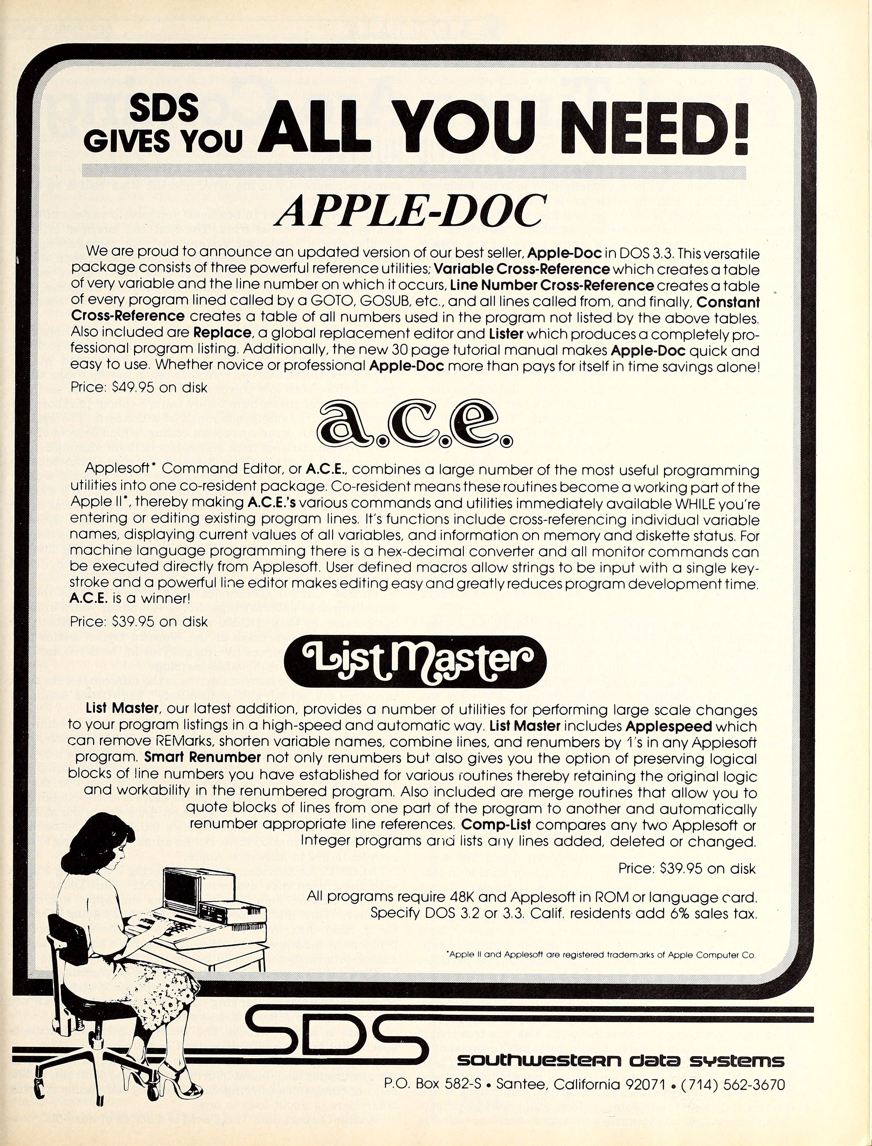 SDS
GIVES YOU ALL YOU NEED!
APPLE-DOC
We are proud to announce an updated version of our best seller, Apple-Doc in DOS 3.3. This versatile
package consists of three powerful reference utilities; Variable Cross-Reference which creates a table
of very variable and the line number on which it occurs, Line Number Cross-Reference creates a table
of every program lined called by a GOTO, GOSUB, etc., and all lines called from, and finally, Constant
Cross-Reference creates a table of all numbers used in the program not listed by the above tables.
Also included are Replace, a global replacement editor and Lister which produces a completely pro-
fessional program listing. Additionally, the new 30 page tutorial manual makes Apple-Doc quick and
easy to use. Whether novice or professional Apple-Doc more than pays for itself in time savings alone!
Price: $49.95 on disk
a.c.e.
Applesoft* Command Editor, or A.C.E., combines a large number of the most useful programming
utilities into one co-resident package. Co-resident means these routines become a working part of the
Apple II*, thereby making A.C.E.'s various commands and utilities immediately available WHILE you're
entering or editing existing program lines. It's functions include cross-referencing individual variable
names, displaying current values of all variables, and information on memory and diskette status. For
machine language programming there is a hex-decimal converter and all monitor commands can
be executed directly from Applesoft. User defined macros allow strings to be input with a single key-
stroke and a powerful line editor makes editing easy and greatly reduces program development time.
A.C.E. is a winner!
Price: $39.95 on disk
List Master
List Master, our latest addition, provides a number of utilities for performing large scale changes
to your program listings in a high-speed and automatic way. List Master includes Applespeed which
can remove REMarks, shorten variable names, combine lines, and renumbers by 1's in any Applesoft
program. Smart Renumber not only renumbers but also gives you the option of preserving logical
blocks of line numbers you have established for various routines thereby retaining the original logic
and workability in the renumbered program. Also included are merge routines that allow you to
quote blocks of lines from one part of the program to another and automatically
renumber appropriate line references. Comp-List compares any two Applesoft or
Integer programs and lists any lines added, deleted or changed.
Price: $39.95 on disk
All programs require 48K and Applesoft in ROM or language card.
Specify DOS 3.2 or 3.3. Calif. residents add 6% sales tax.
*Apple II and Applesoft are registered trademarks of Apple Computer Co.
SDS
southwestern data systems
P.O. Box 582-S • Santee, California 92071 • (714) 562-3670